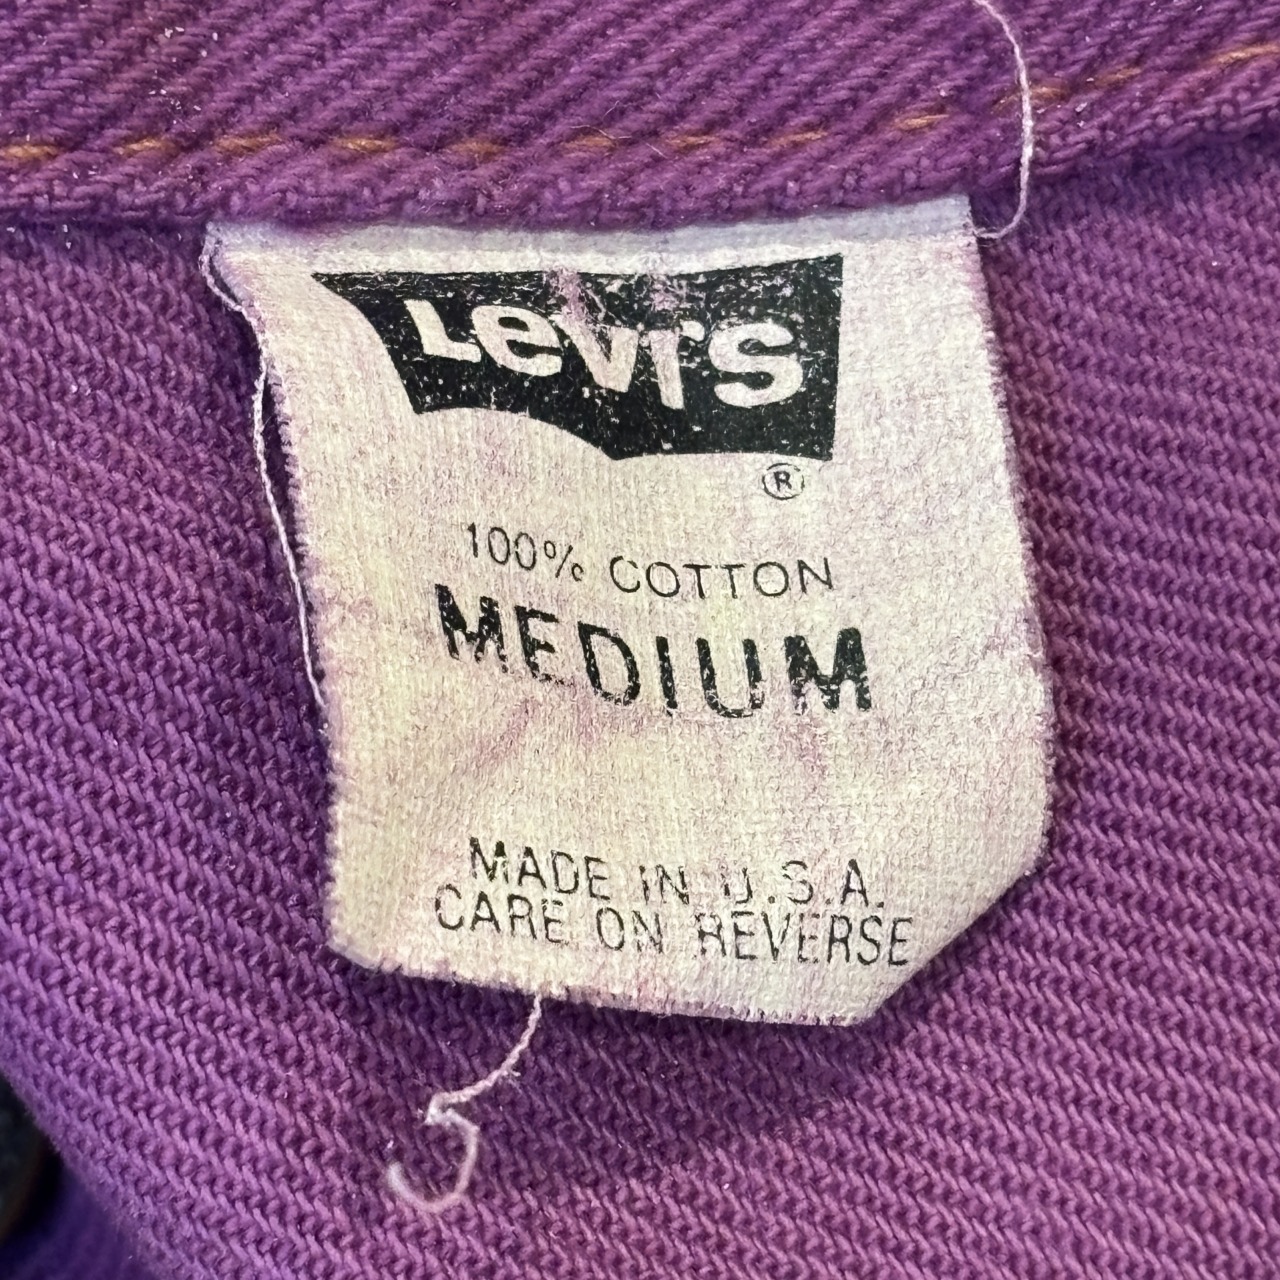 Levi's
®
100% COTTON
MEDIUM
MADE IN U.S.A.
CARE ON REVERSE